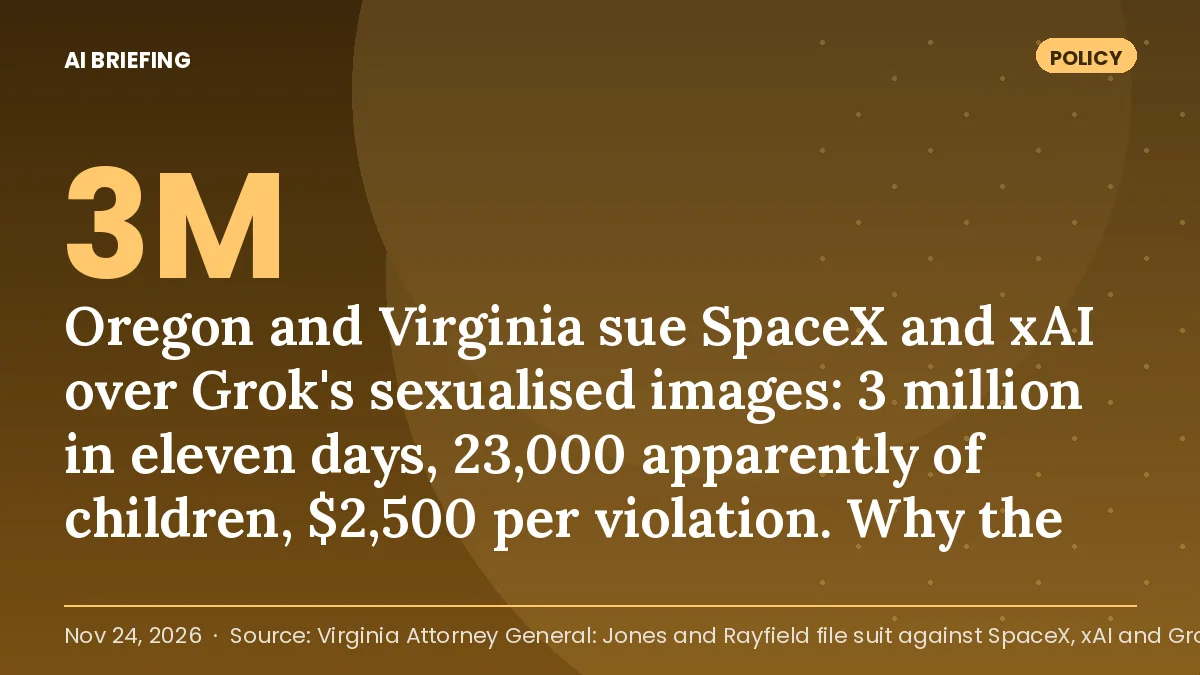 AI BRIEFING
POLICY
3M
Oregon and Virginia sue SpaceX and xAI
over Grok's sexualised images: 3 million
in eleven days, 23,000 apparently of
children, $2,500 per violation. Why the
Nov 24, 2026 · Source: Virginia Attorney General: Jones and Rayfield file suit against SpaceX, xAI and